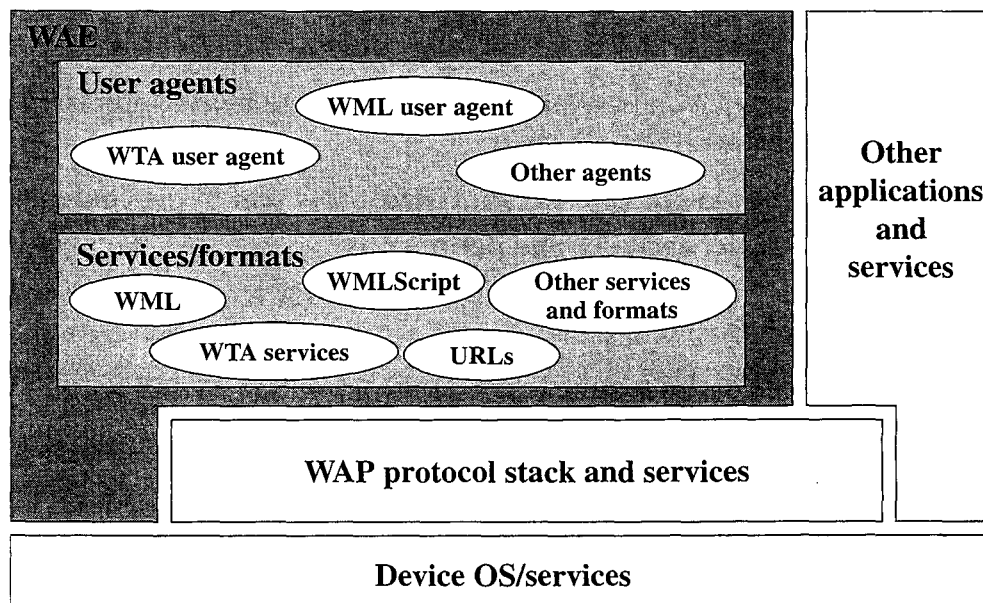 WAE
User agents
WML user agent
WTA user agent
Other agents
Services/formats
WML
WMLScript
Other services
and formats
WTA services
URLs
Other
applications
and
services
WAP protocol stack and services
Device OS/services